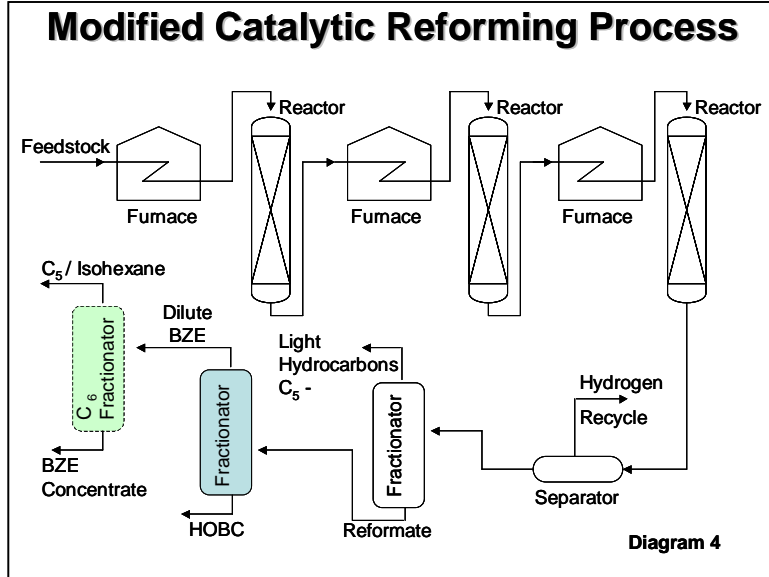 Modified Catalytic Reforming Process
Reactor
Reactor
Reactor
Feedstock
Furnace
Furnace
Furnace
C5 / Isohexane
Dilute
BZE
Light
Hydrocarbons
C5 -
Hydrogen
Recycle
C6
Fractionator
Fractionator
Fractionator
BZE
Concentrate
HOBC
Reformate
Separator
Diagram 4